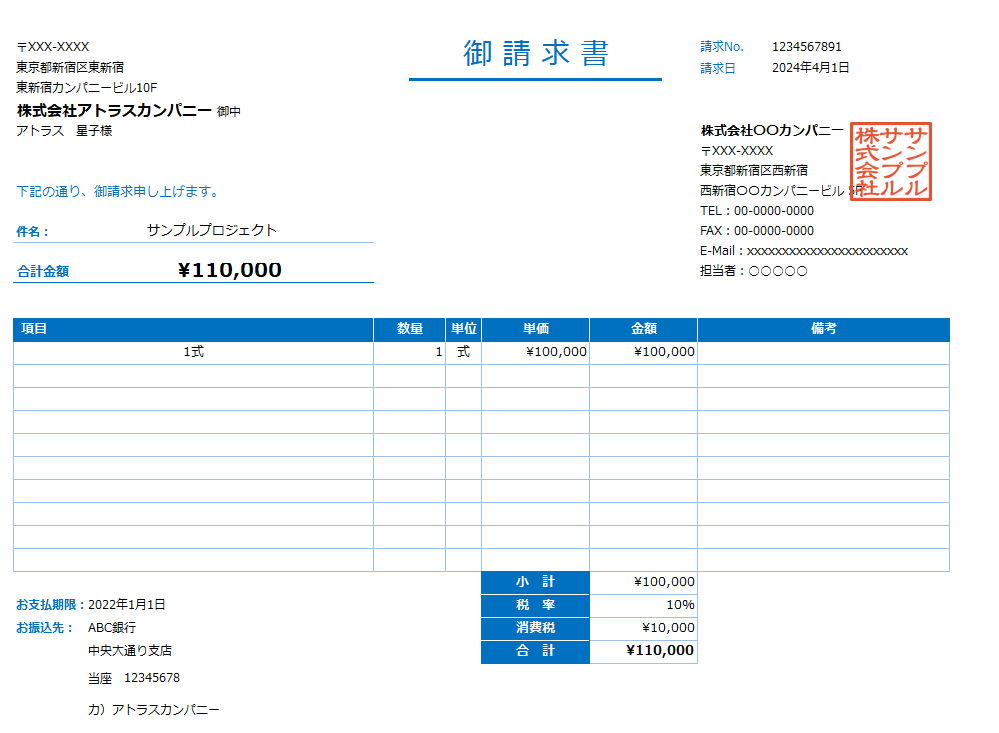 〒XXX-XXXX
東京都新宿区東新宿
東新宿カンパニービル10F
株式会社アトラスカンパニー 御中
アトラス　星子様
御請求書
請求No. 1234567891
請求日 2024年4月1日
株式会社〇〇カンパニー
〒XXX-XXXX
東京都新宿区西新宿
西新宿〇〇カンパニービル 5F
TEL：00-0000-0000
FAX：00-0000-0000
E-Mail：xxxxxxxxxxxxxxxxxxxxxxx
担当者：〇〇〇〇〇
株式会社
サンプル
サンプル
下記の通り、御請求申し上げます。
件名： サンプルプロジェクト
合計金額 ¥110,000
項目 数量 単位 単価 金額 備考
1式 1 式 ¥100,000 ¥100,000
小　計 ¥100,000
税　率 10%
消費税 ¥10,000
合　計 ¥110,000
お支払期限：2022年1月1日
お振込先： ABC銀行
中央大通り支店
当座　12345678
カ）アトラスカンパニー